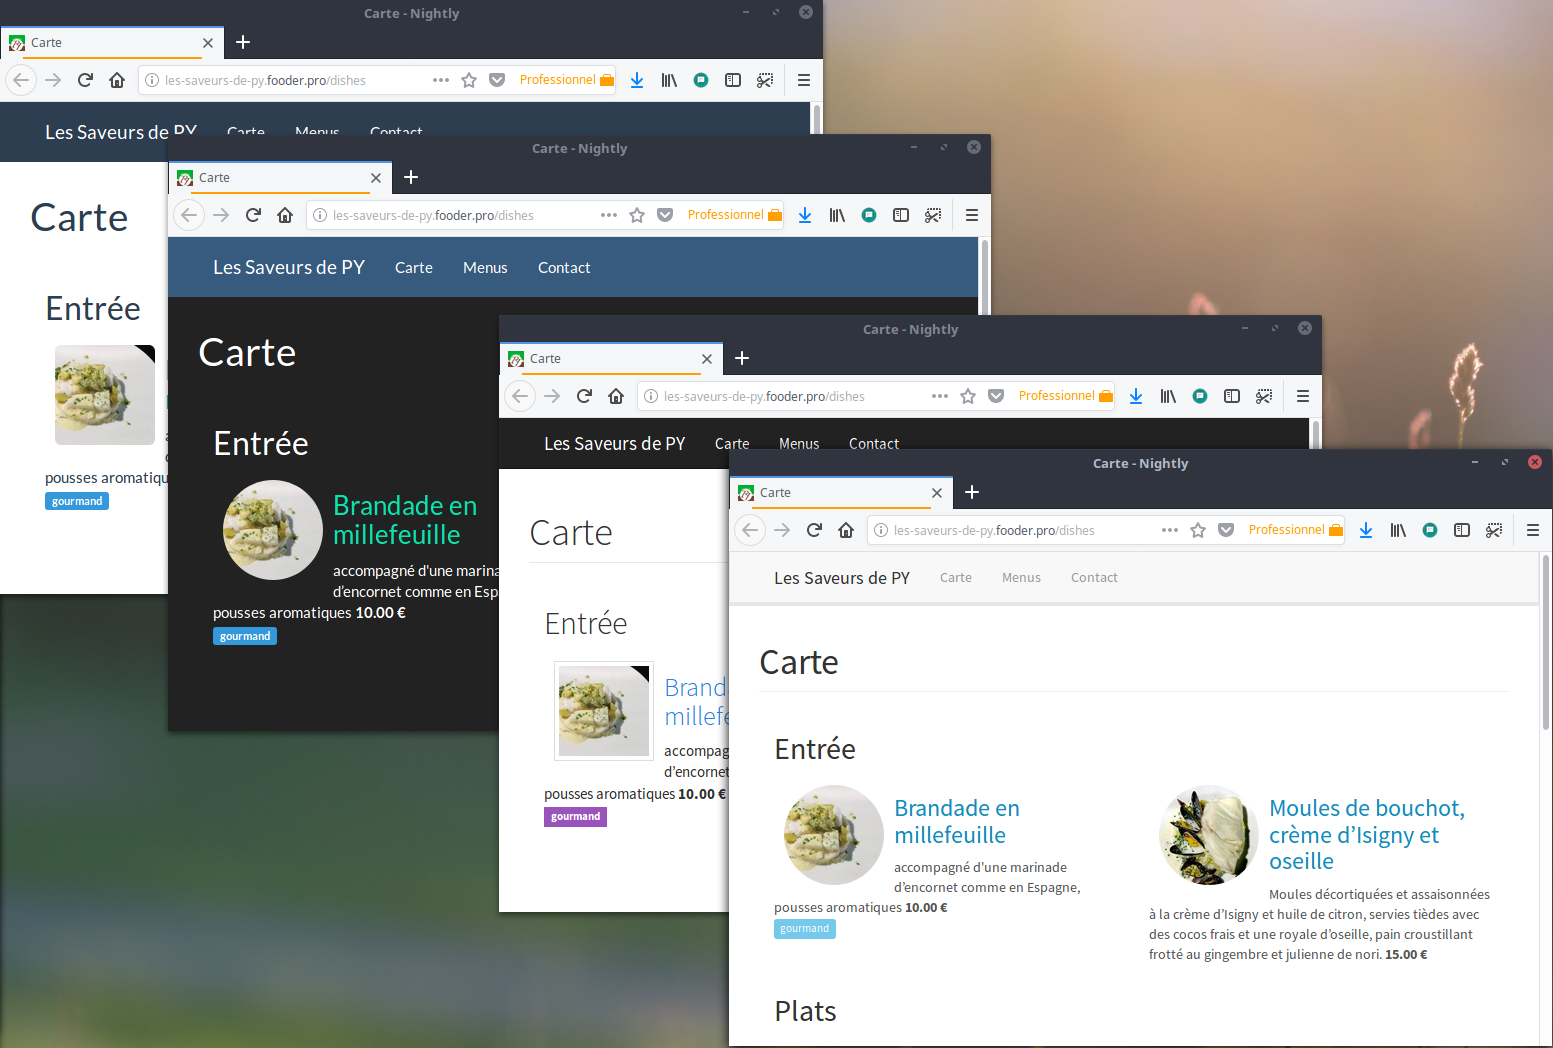 Carte - Nightly
Carte
les-saveurs-de-py.fooder.pro/dishes
Professionnel
Les Saveurs de PY Carte Menus Contact
Carte
Entrée
pousses aromatiqu
gourmand
Carte - Nightly
Carte
les-saveurs-de-py.fooder.pro/dishes
Professionnel
Les Saveurs de PY Carte Menus Contact
Carte
Entrée
Brandade en
millefeuille
accompagné d'une marina
d'encornet comme en Esp
pousses aromatiques 10.00 €
gourmand
Carte - Nightly
Carte
les-saveurs-de-py.fooder.pro/dishes
Professionnel
Les Saveurs de PY Carte Menus Contact
Carte
Entrée
Branda
millefe
accompag
d'encornet
pousses aromatiques 10.00 €
gourmand
Carte - Nightly
Carte
les-saveurs-de-py.fooder.pro/dishes
Professionnel
Les Saveurs de PY Carte Menus Contact
Carte
Entrée
Brandade en
millefeuille
accompagné d'une marinade
d'encornet comme en Espagne,
pousses aromatiques 10.00 €
gourmand
Moules de bouchot,
crème d'Isigny et
oseille
Moules décortiquées et assaisonnées
à la crème d'Isigny et huile de citron, servies tièdes avec
des cocos frais et une royale d'oseille, pain croustillant
frotté au gingembre et julienne de nori. 15.00 €
Plats